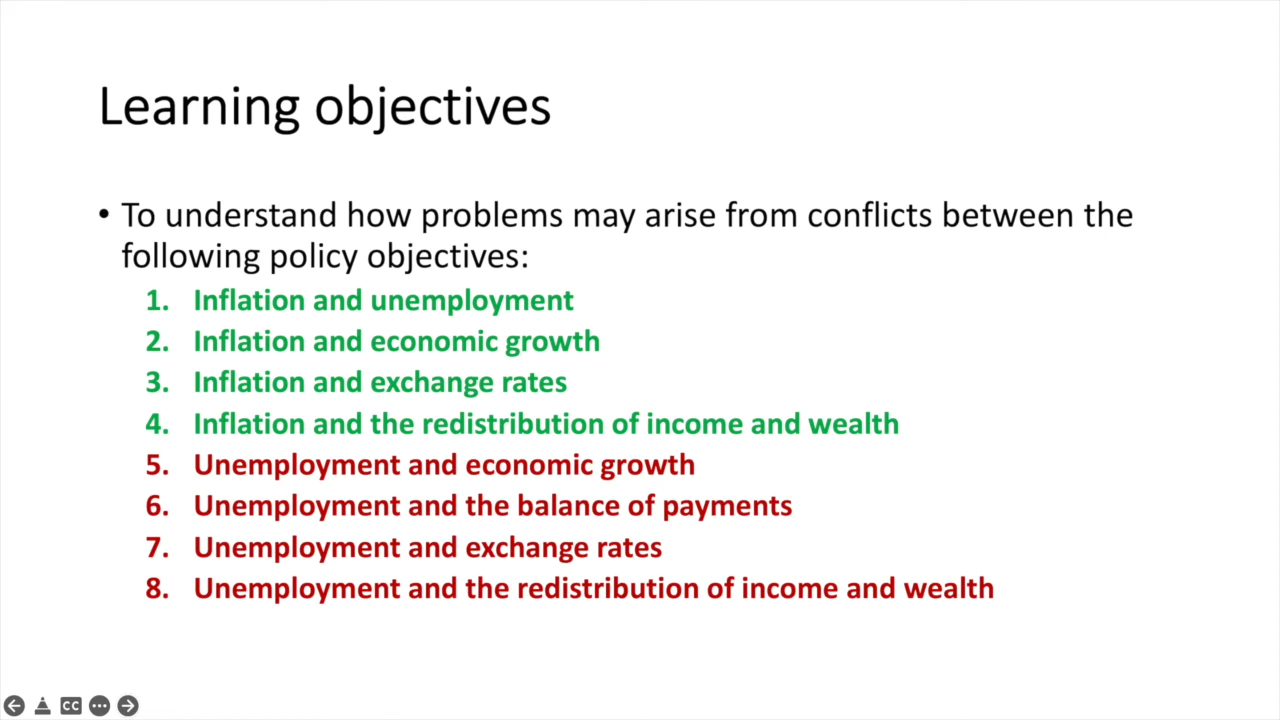 Learning objectives
• To understand how problems may arise from conflicts between the
following policy objectives:
1. Inflation and unemployment
2. Inflation and economic growth
3. Inflation and exchange rates
4. Inflation and the redistribution of income and wealth
5. Unemployment and economic growth
6. Unemployment and the balance of payments
7. Unemployment and exchange rates
8. Unemployment and the redistribution of income and wealth
CC